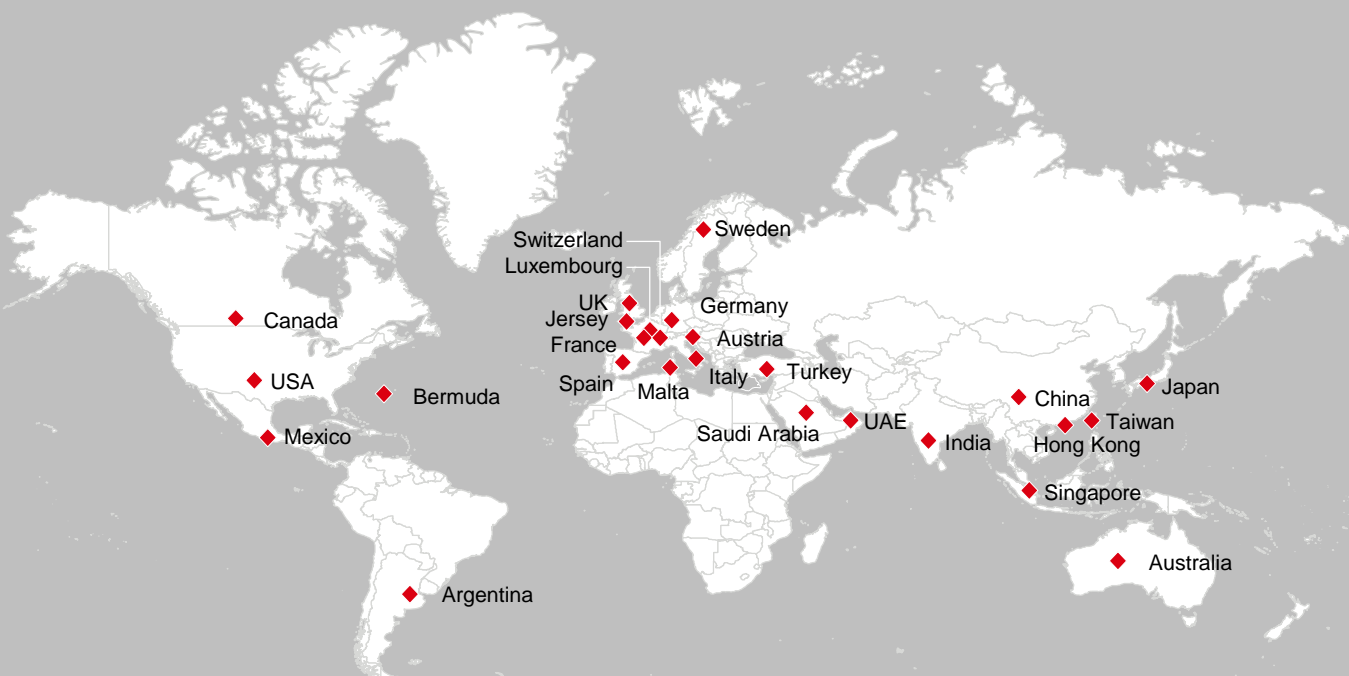 Sweden
Switzerland
Luxembourg
UK
Germany
Jersey
Canada
Austria
France
Turkey
Italy
USA
Spain
Japan
Malta
Bermuda
China
UAE
Taiwan
Saudi Arabia
Mexico
India
Hong Kong
Singapore
Australia
Argentina